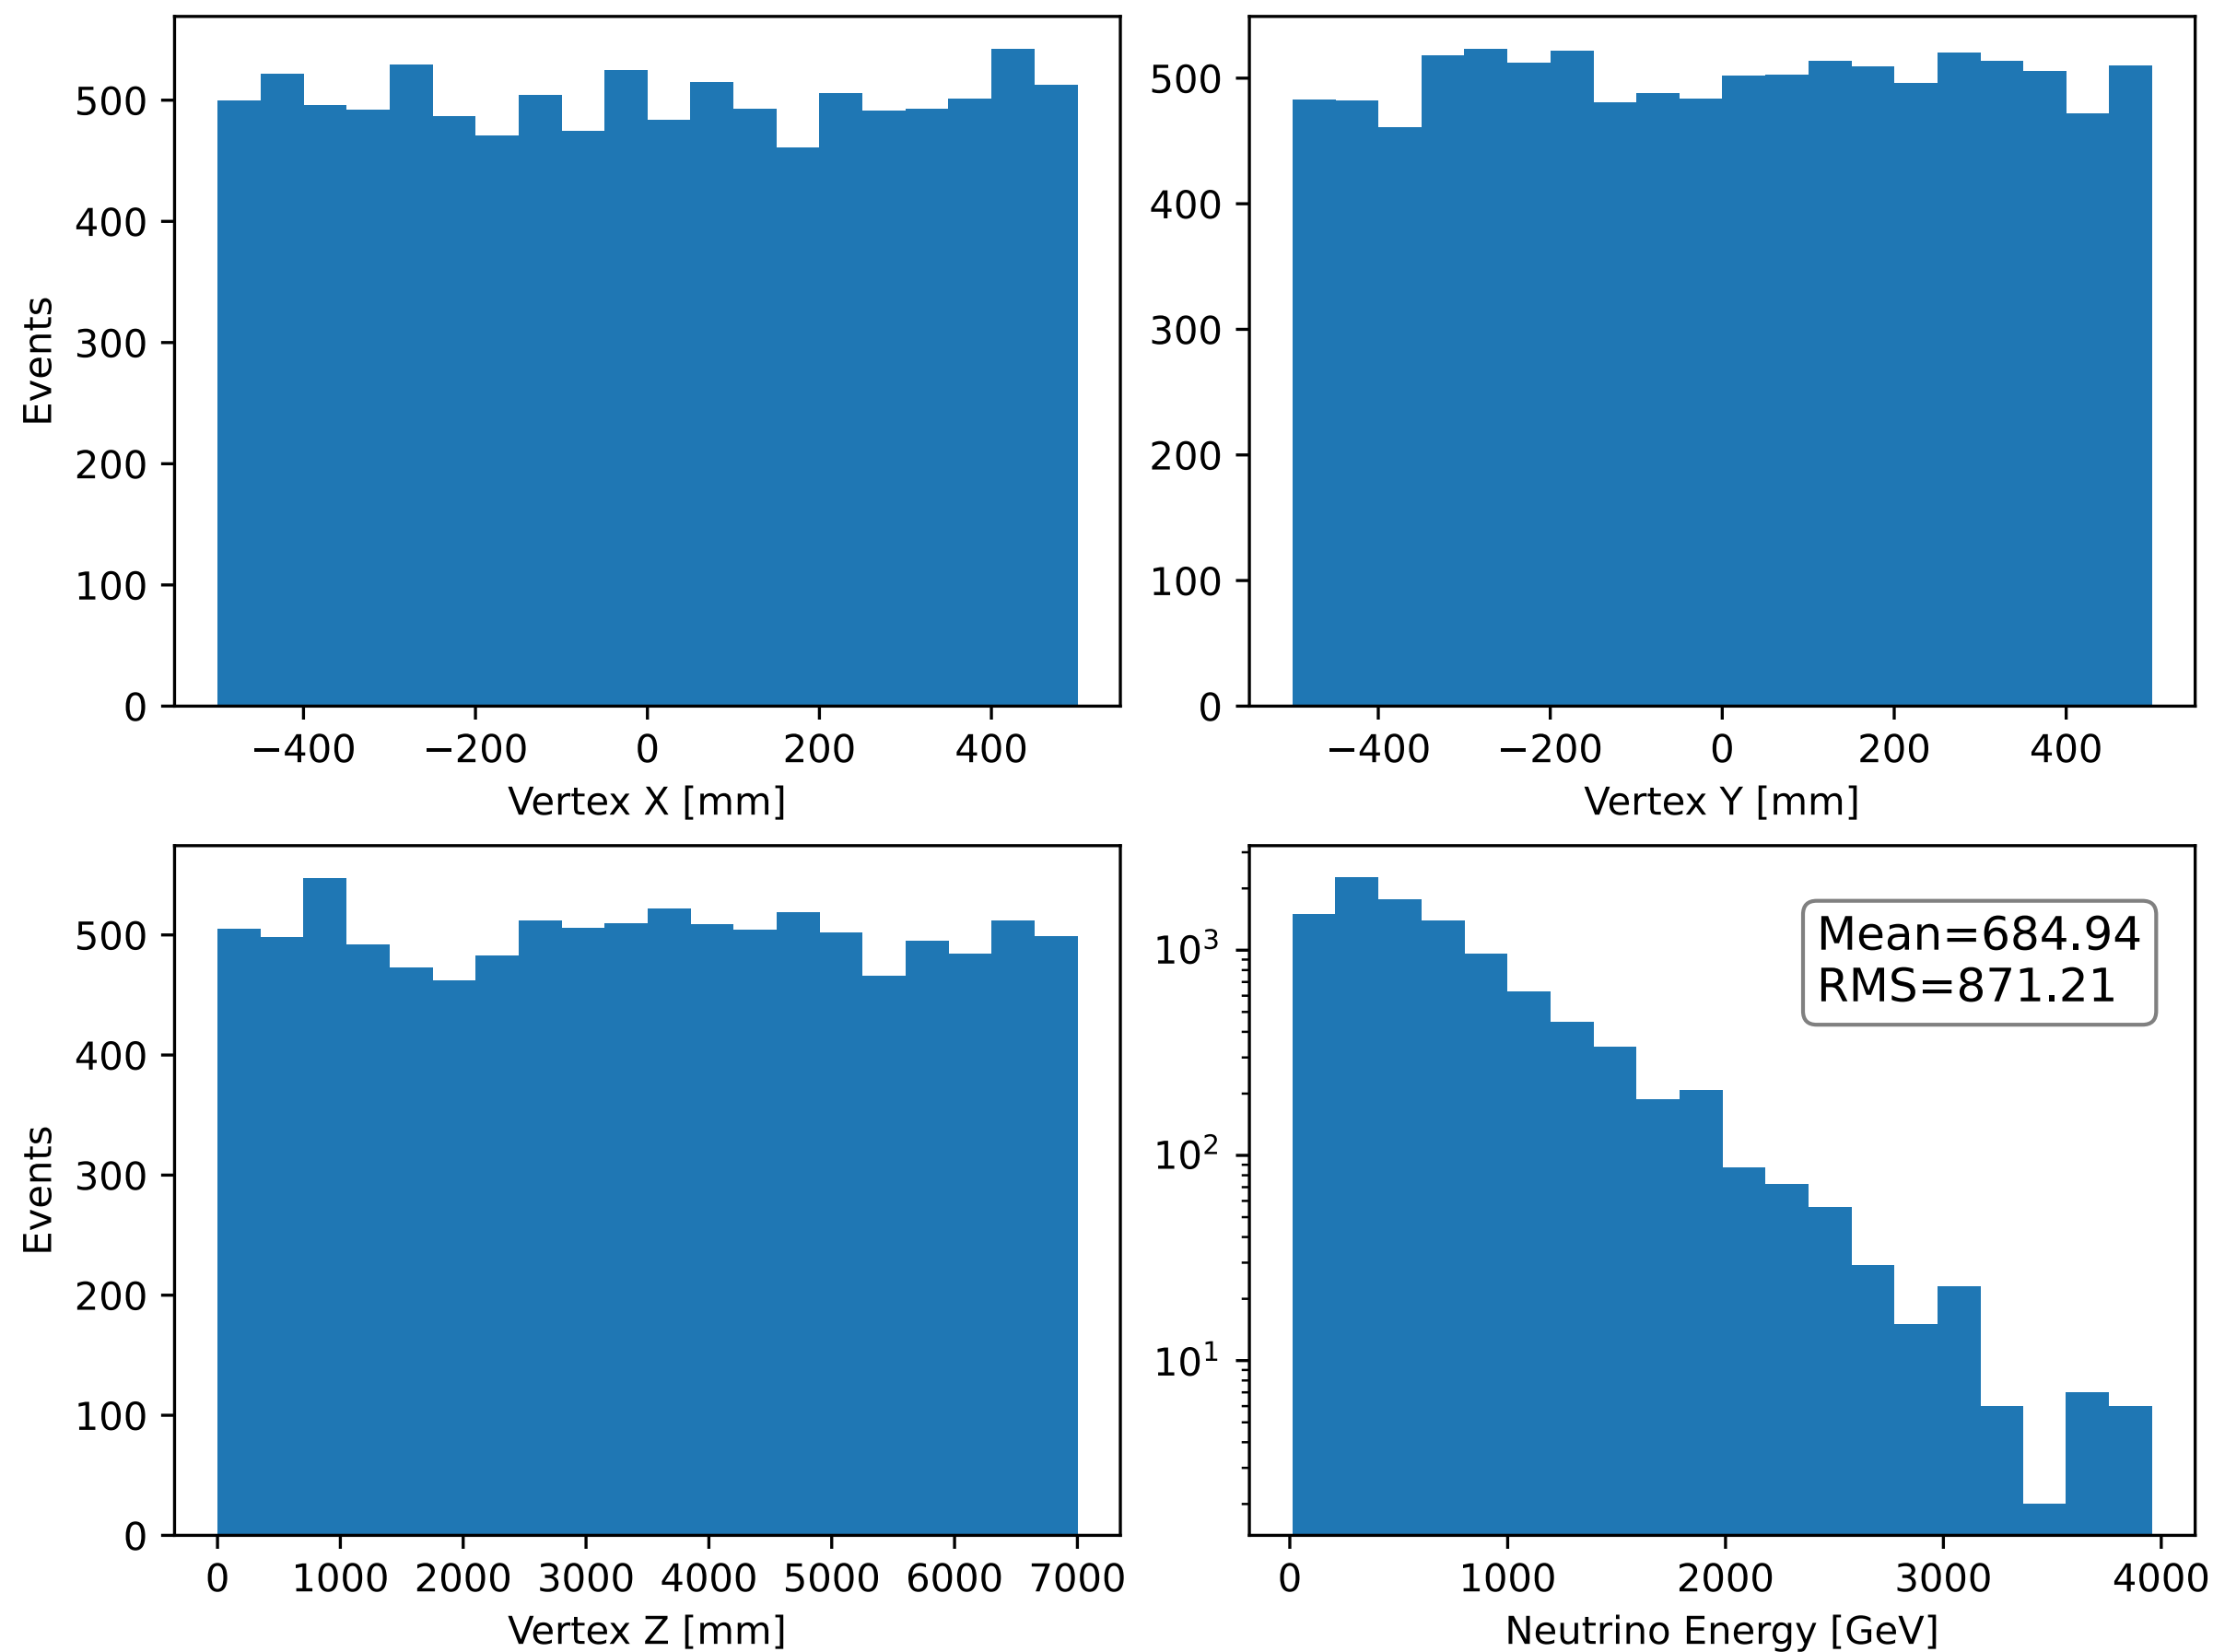 500
400
300
200
100
0
Events
−400 −200 0 200 400
Vertex X [mm]
500
400
300
200
100
0
−400 −200 0 200 400
Vertex Y [mm]
500
400
300
200
100
0
Events
0 1000 2000 3000 4000 5000 6000 7000
Vertex Z [mm]
10³
10²
10¹
Mean=684.94
RMS=871.21
0 1000 2000 3000 4000
Neutrino Energy [GeV]